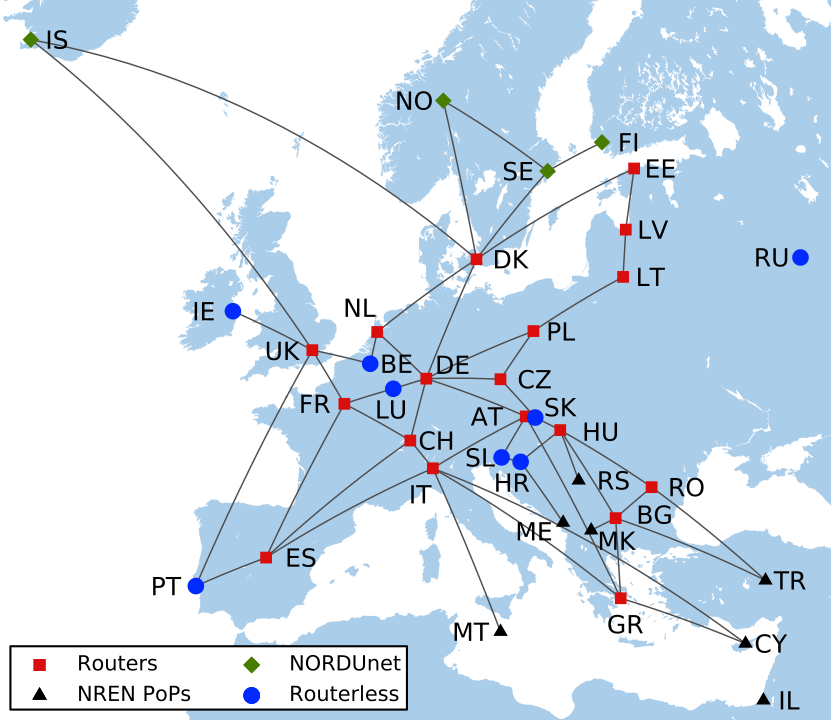 IS
NO
FI
SE
EE
LV
RU
DK
LT
IE
NL
PL
UK
BE
DE
CZ
LU
FR
AT
SK
HU
CH
SL
HR
IT
RS
RO
BG
ME
MK
ES
TR
PT
GR
MT
CY
IL
Routers
NORDUnet
NREN PoPs
Routerless